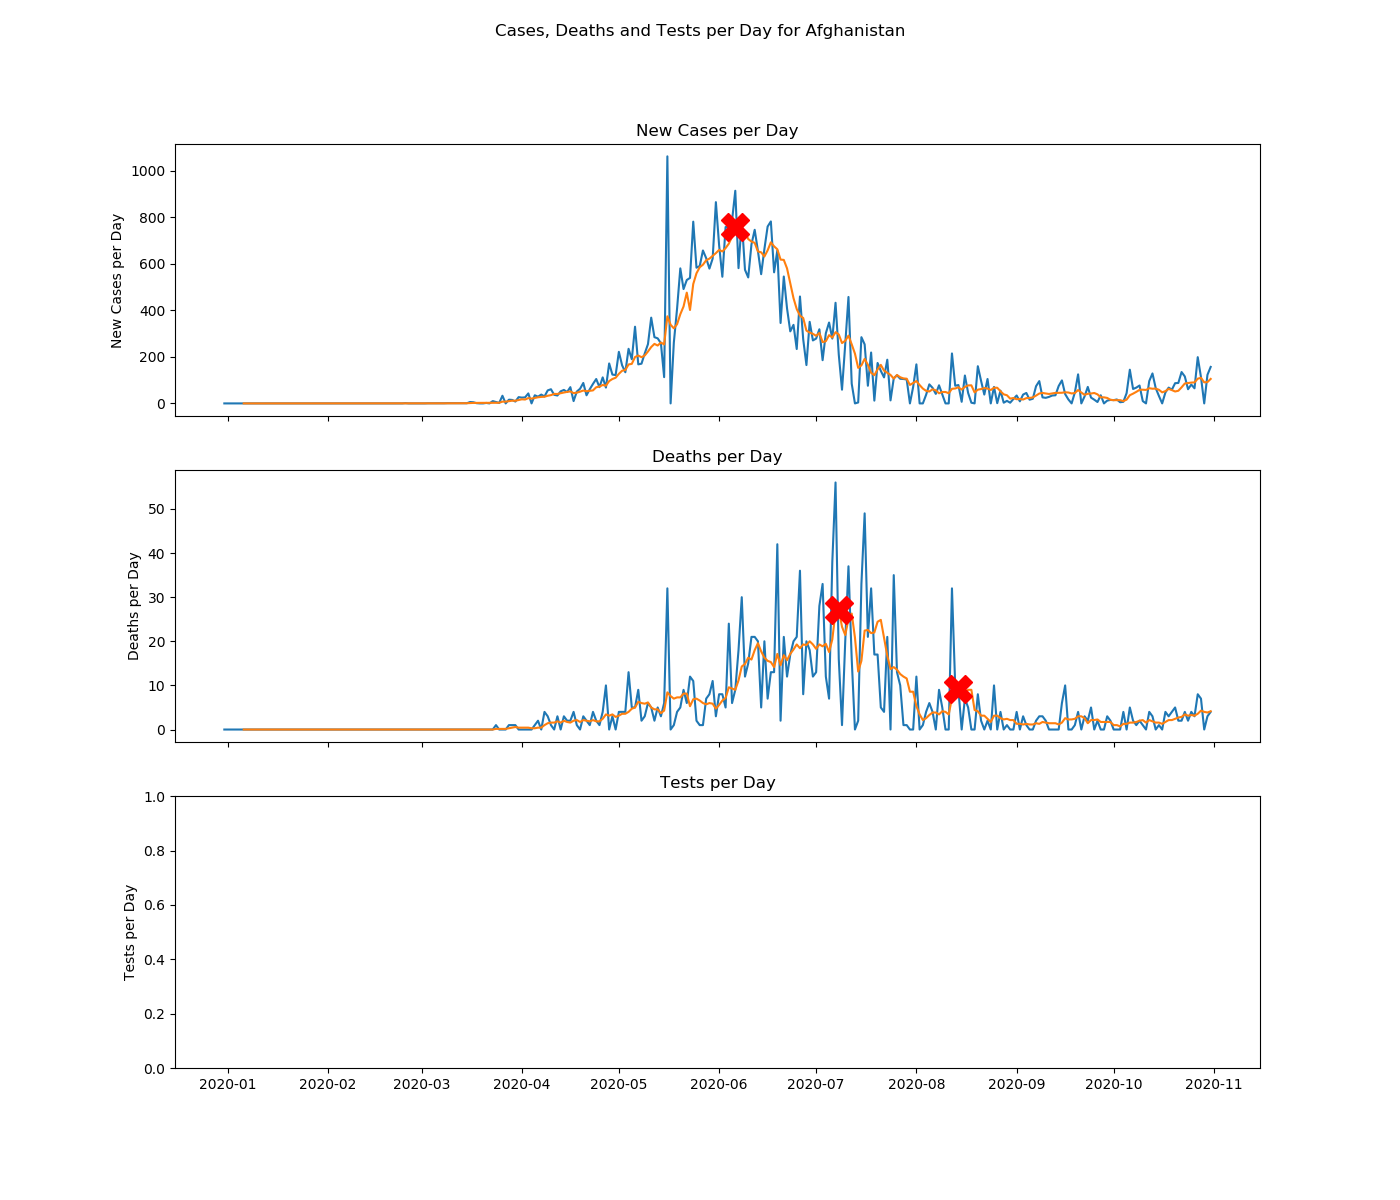 Cases, Deaths and Tests per Day for Afghanistan
New Cases per Day
New Cases per Day
1000
800
600
400
200
0
Deaths per Day
Deaths per Day
50
40
30
20
10
0
Tests per Day
Tests per Day
1.0
0.8
0.6
0.4
0.2
0.0
2020-01 2020-02 2020-03 2020-04 2020-05 2020-06 2020-07 2020-08 2020-09 2020-10 2020-11